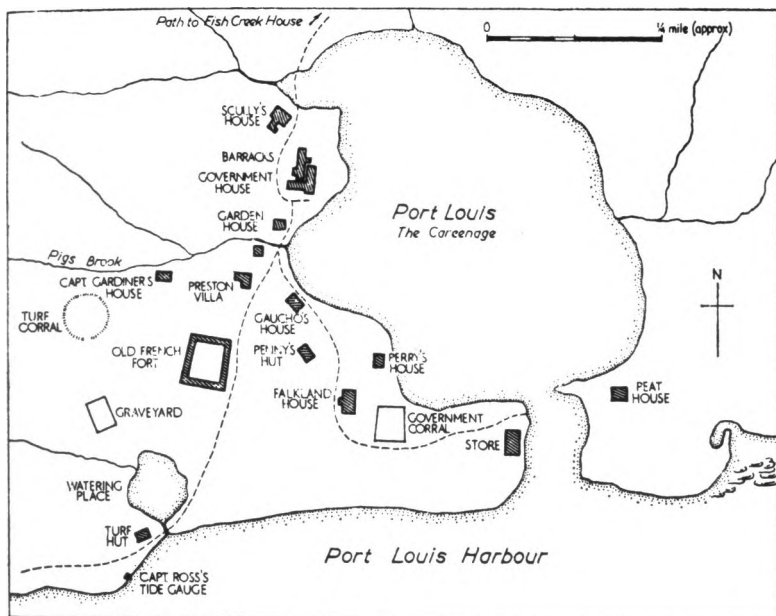 Path to Fish Creek House
0
¼ mile (approx)
SCULLY'S
HOUSE
BARRACKS
GOVERNMENT
HOUSE
GARDEN
HOUSE
Port Louis
The Careenage
Pigs Brook
CAPT GARDINER'S
HOUSE
PRESTON
VILLA
N
TURF
CORRAL
GAUCHO'S
HOUSE
OLD FRENCH
FORT
PENNY'S
HUT
PERRY'S
HOUSE
PEAT
HOUSE
FALKLAND
HOUSE
GRAVEYARD
GOVERNMENT
CORRAL
STORE
WATERING
PLACE
TURF
HUT
Port Louis Harbour
CAPT ROSS'S
TIDE GAUGE